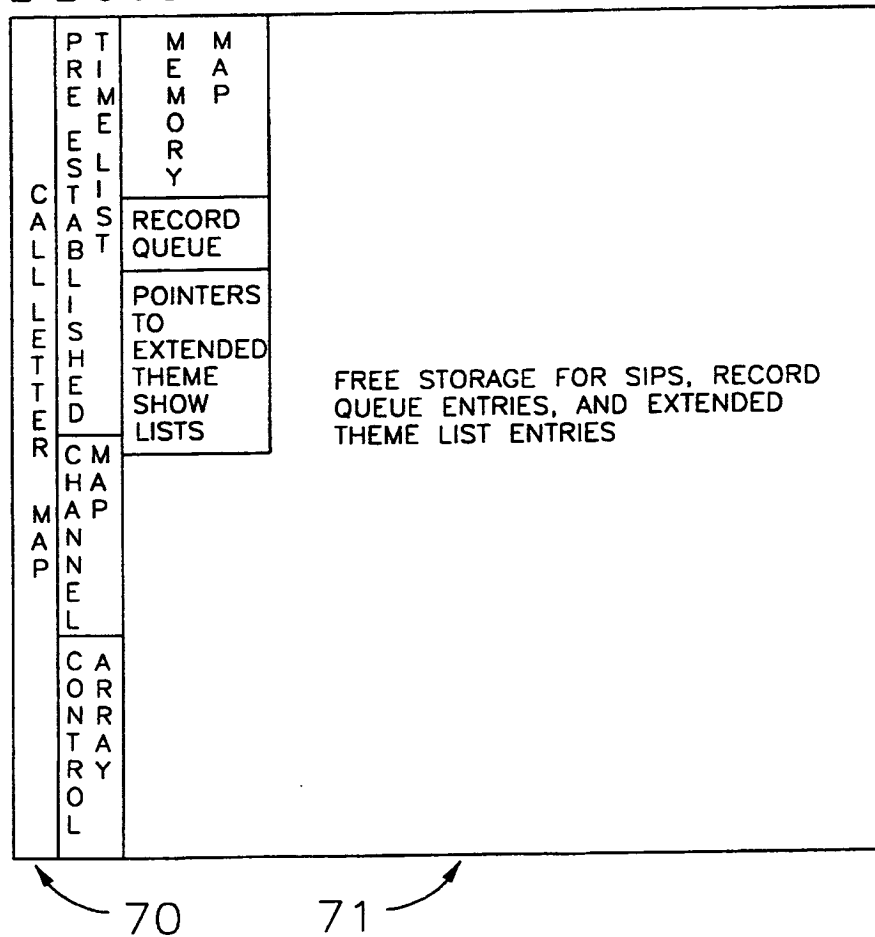 CALL LETTER MAP
PRE ESTABLISHED
TIME LIST
CHANNEL
MAP
CONTROL
ARRAY
MEMORY
MAP
RECORD
QUEUE
POINTERS
TO
EXTENDED
THEME
SHOW
LISTS
FREE STORAGE FOR SIPS, RECORD
QUEUE ENTRIES, AND EXTENDED
THEME LIST ENTRIES
70
71